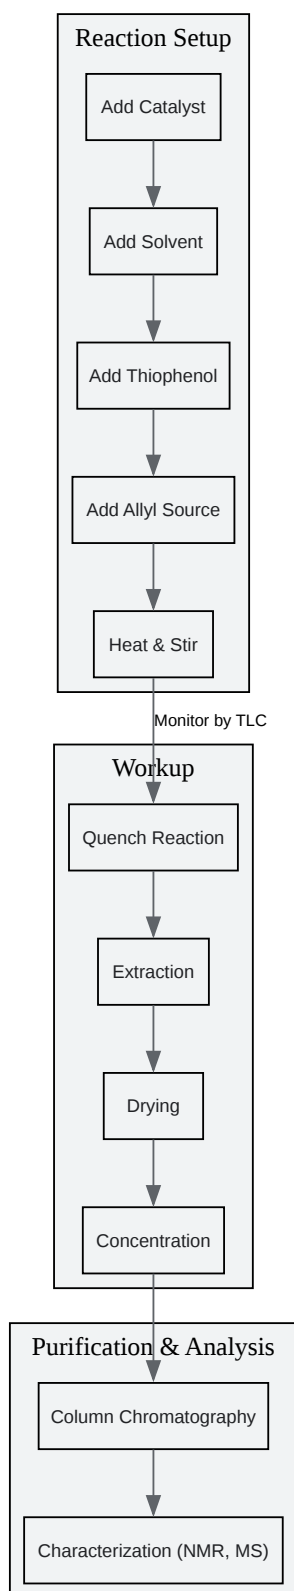 Reaction Setup
Add Catalyst
Add Solvent
Add Thiophenol
Add Allyl Source
Heat & Stir
Monitor by TLC
Workup
Quench Reaction
Extraction
Drying
Concentration
Purification & Analysis
Column Chromatography
Characterization (NMR, MS)